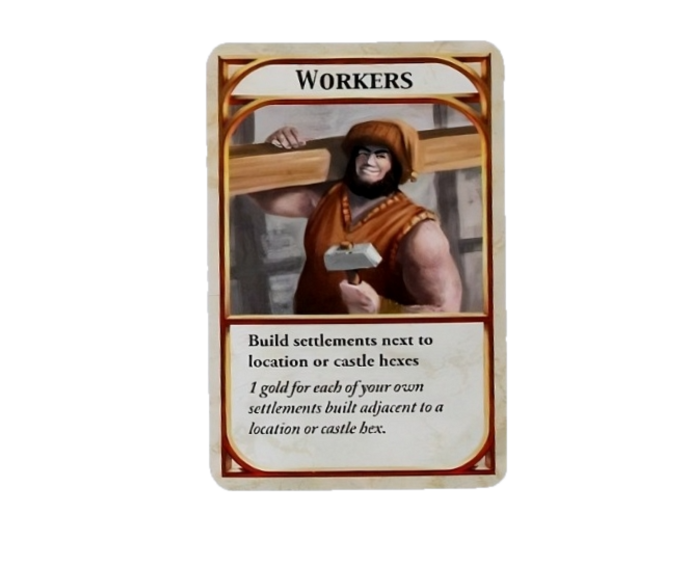 WORKERS
Build settlements next to
location or castle hexes
1 gold for each of your own
settlements built adjacent to a
location or castle hex.